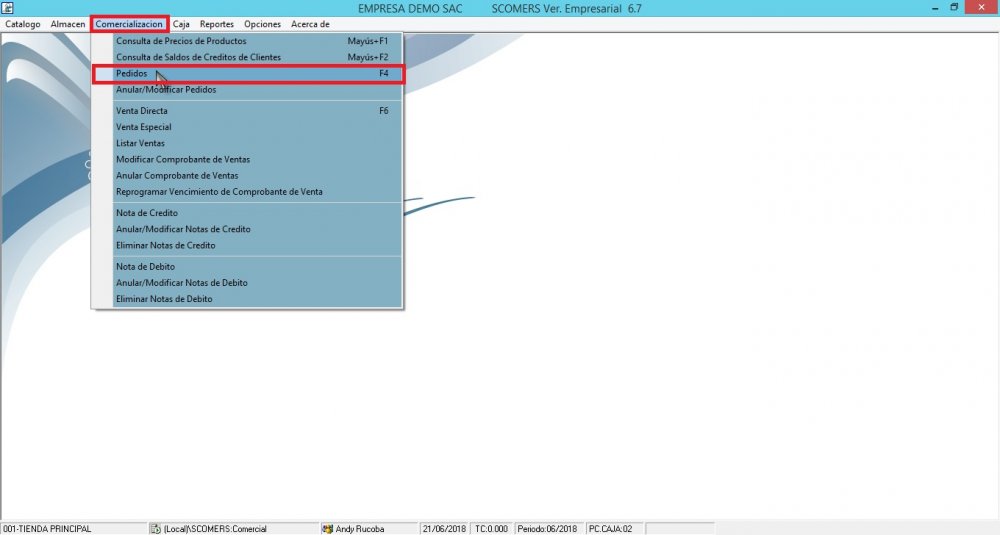 EMPRESA DEMO SAC SCOMERS Ver. Empresarial 6.7
Catalogo Almacen Comercializacion Caja Reportes Opciones Acerca de
Consulta de Precios de Productos Mayús+F1
Consulta de Saldos de Creditos de Clientes Mayús+F2
Pedidos F4
Anular/Modificar Pedidos
Venta Directa F6
Venta Especial
Listar Ventas
Modificar Comprobante de Ventas
Anular Comprobante de Ventas
Reprogramar Vencimiento de Comprobante de Venta
Nota de Credito
Anular/Modificar Notas de Credito
Eliminar Notas de Credito
Nota de Debito
Anular/Modificar Notas de Debito
Eliminar Notas de Debito
001-TIENDA PRINCIPAL (Local)\SCOMERS:Comercial Andy Rucoba 21/06/2018 TC:0.000 Periodo:06/2018 PC.CAJA:02